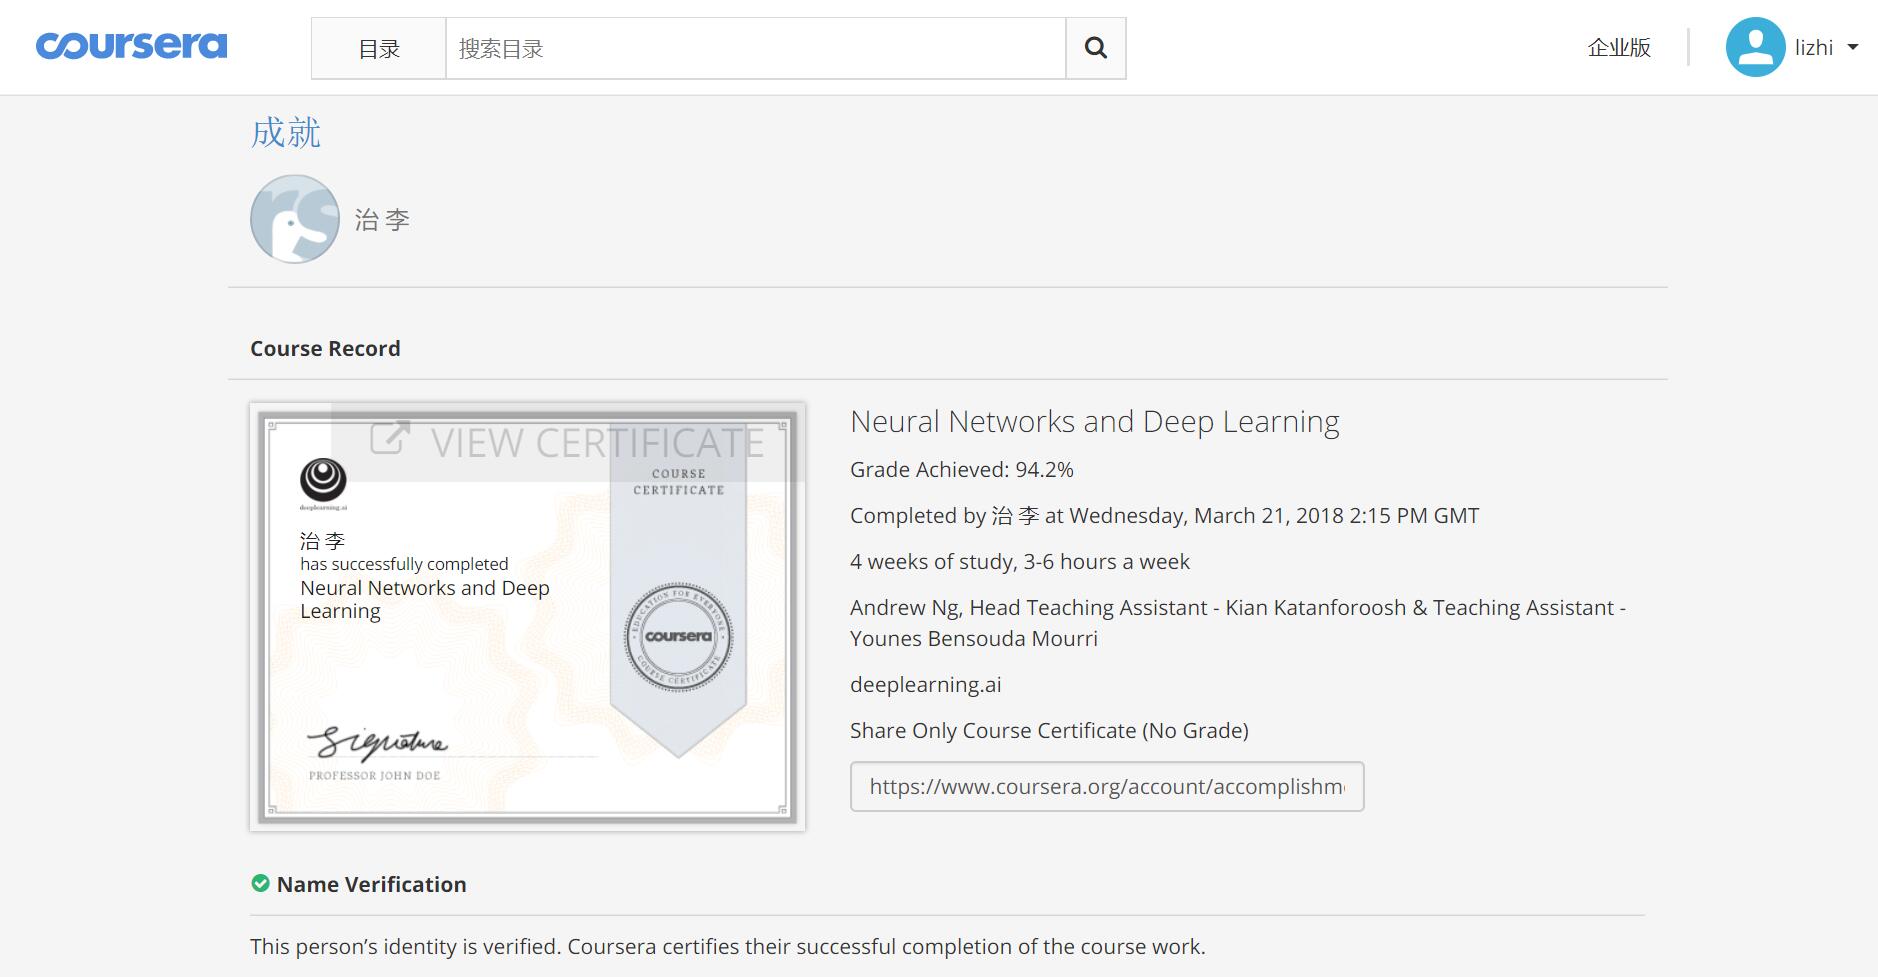 coursera
目录
搜索目录
企业版
lizhi
成就
治 李
Course Record
VIEW CERTIFICATE
COURSE
CERTIFICATE
deeplearning.ai
治 李
has successfully completed
Neural Networks and Deep
Learning
EDUCATION FOR EVERYONE
coursera
COURSE CERTIFICATE
Signature
PROFESSOR JOHN DOE
Neural Networks and Deep Learning
Grade Achieved: 94.2%
Completed by 治 李 at Wednesday, March 21, 2018 2:15 PM GMT
4 weeks of study, 3-6 hours a week
Andrew Ng, Head Teaching Assistant - Kian Katanforoosh & Teaching Assistant -
Younes Bensouda Mourri
deeplearning.ai
Share Only Course Certificate (No Grade)
https://www.coursera.org/account/accomplishm
Name Verification
This person’s identity is verified. Coursera certifies their successful completion of the course work.